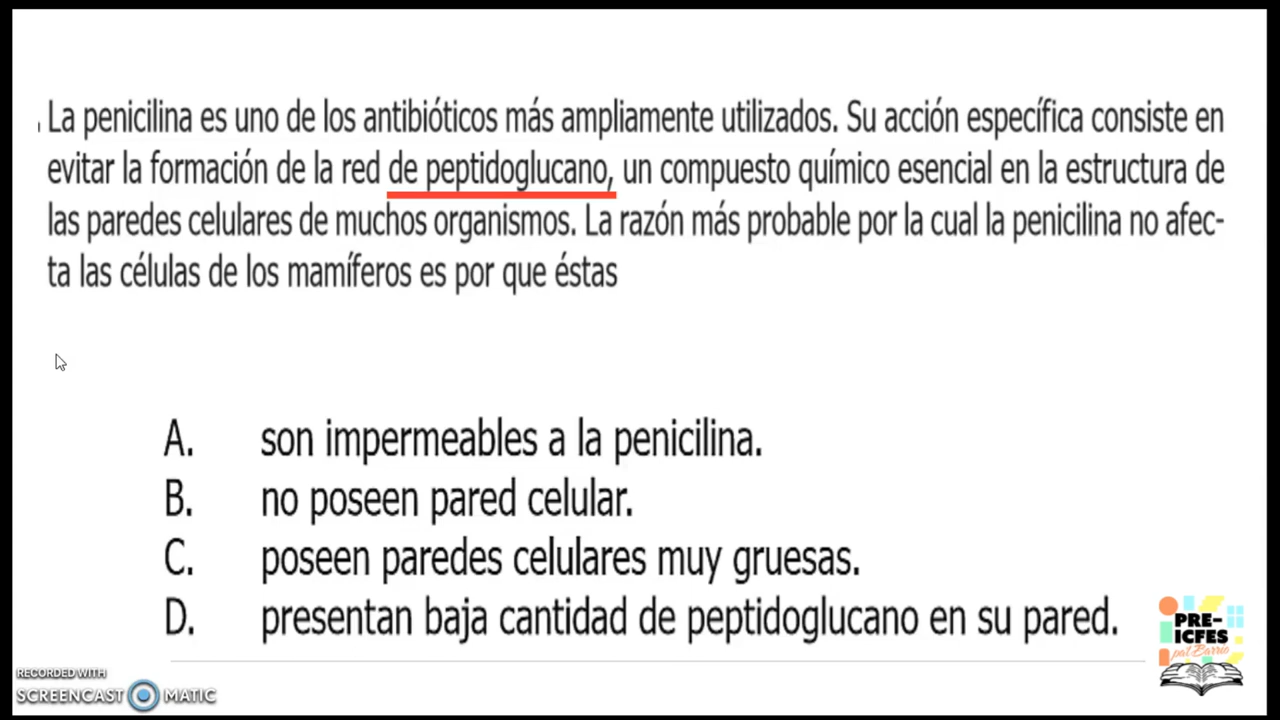 La penicilina es uno de los antibióticos más ampliamente utilizados. Su acción específica consiste en
evitar la formación de la red de peptidoglucano, un compuesto químico esencial en la estructura de
las paredes celulares de muchos organismos. La razón más probable por la cual la penicilina no afec-
ta las células de los mamíferos es por que éstas
A. son impermeables a la penicilina.
B. no poseen pared celular.
C. poseen paredes celulares muy gruesas.
D. presentan baja cantidad de peptidoglucano en su pared.
PRE-
ICFES
pa'l Barrio
RECORDED WITH
SCREENCAST MATIC